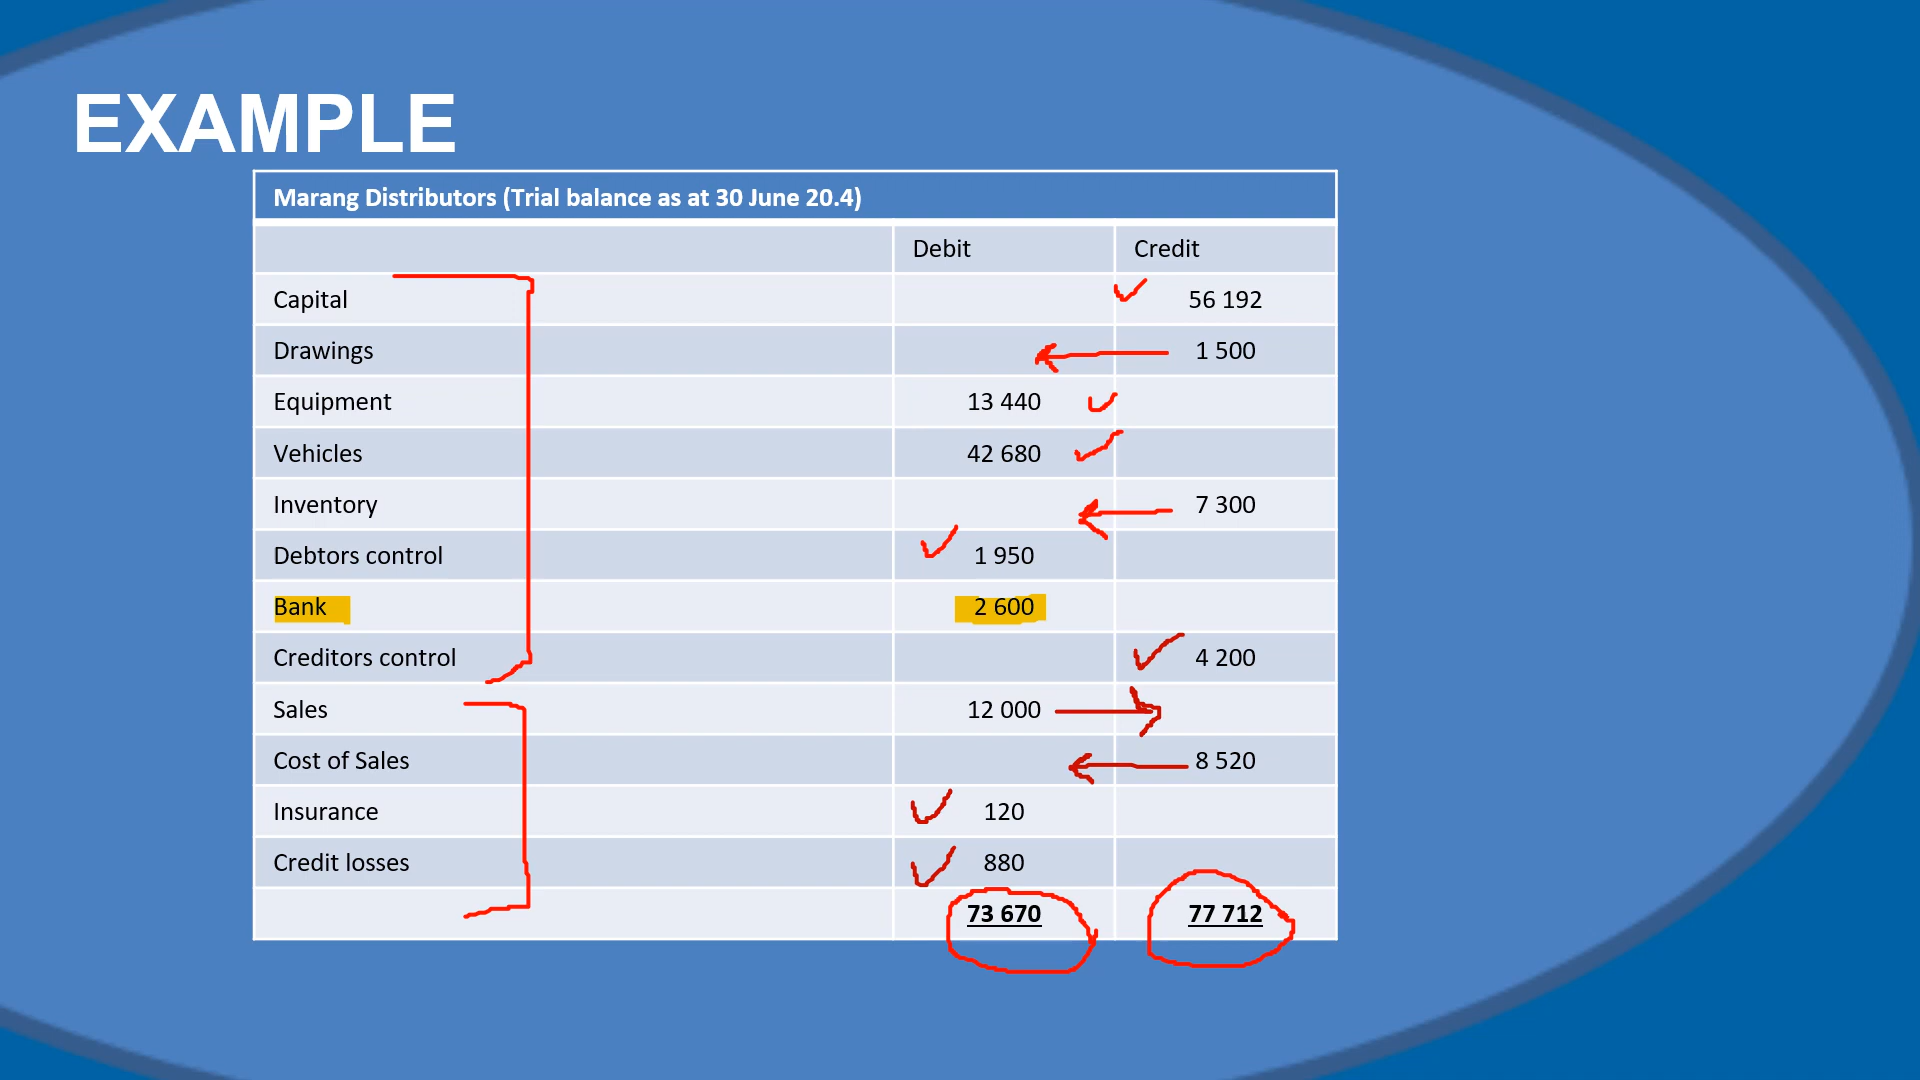 EXAMPLE
Marang Distributors (Trial balance as at 30 June 20.4)
Debit Credit
Capital 56 192
Drawings 1 500
Equipment 13 440
Vehicles 42 680
Inventory 7 300
Debtors control 1 950
Bank 2 600
Creditors control 4 200
Sales 12 000
Cost of Sales 8 520
Insurance 120
Credit losses 880
73 670 77 712